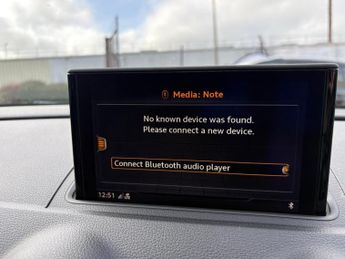 Media: Note
No known device was found.
Please connect a new device.
Connect Bluetooth audio player
12:51